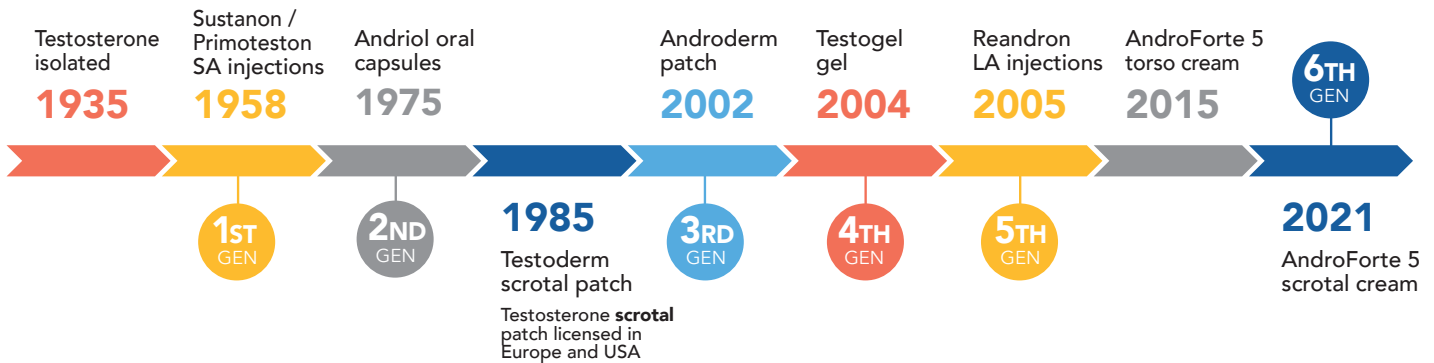 Testosterone
isolated
1935
Sustanon /
Primoteston
SA injections
1958
1ST
GEN
Andriol oral
capsules
1975
2ND
GEN
1985
Testoderm
scrotal patch
Testosterone scrotal
patch licensed in
Europe and USA
Androderm
patch
2002
3RD
GEN
Testogel
gel
2004
4TH
GEN
Reandron
LA injections
2005
5TH
GEN
AndroForte 5
torso cream
2015
6TH
GEN
2021
AndroForte 5
scrotal cream